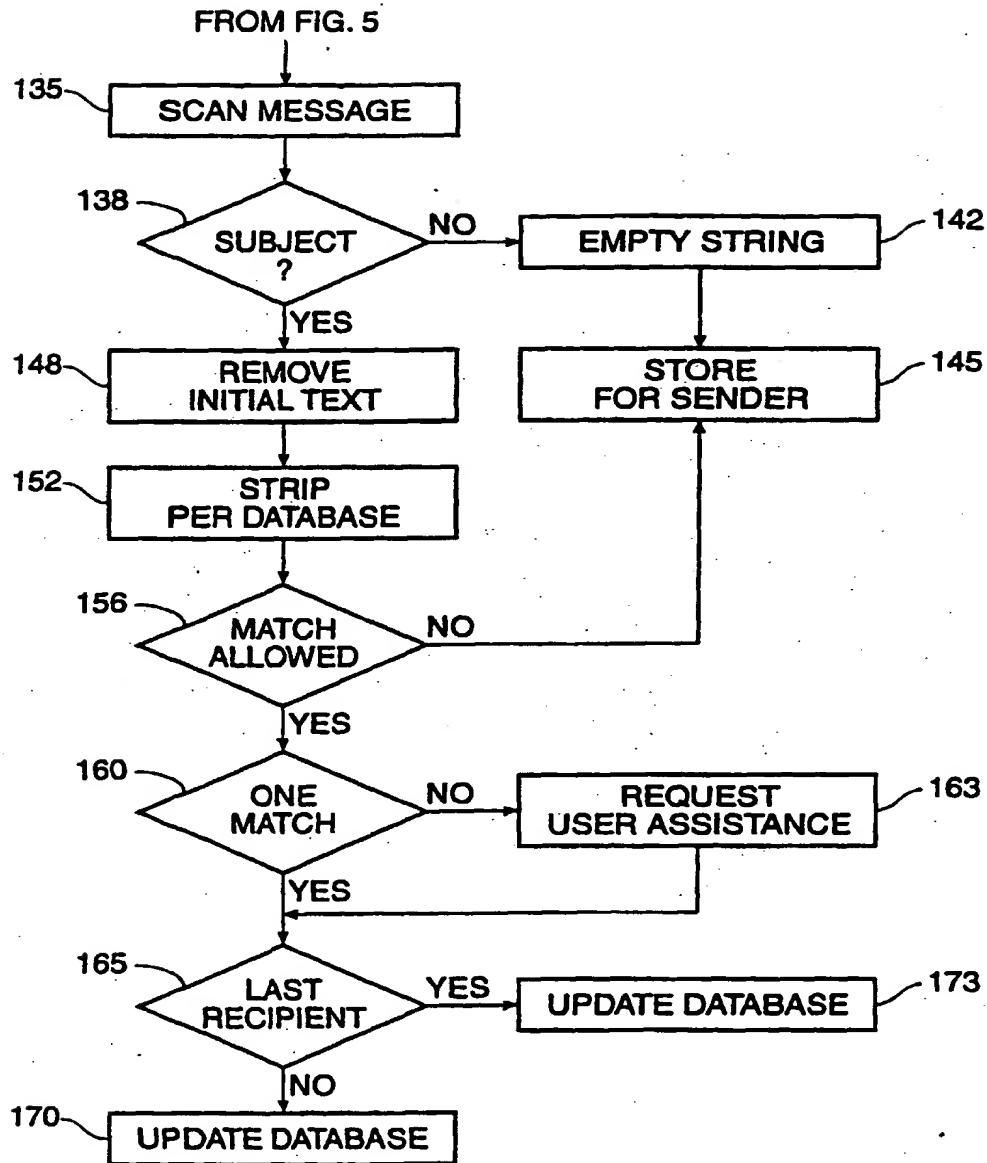 FROM FIG. 5
135
SCAN MESSAGE
138
SUBJECT
?
NO
EMPTY STRING
142
YES
148
REMOVE
INITIAL TEXT
STORE
FOR SENDER
145
152
STRIP
PER DATABASE
156
MATCH
ALLOWED
NO
YES
160
ONE
MATCH
NO
REQUEST
USER ASSISTANCE
163
YES
165
LAST
RECIPIENT
YES
UPDATE DATABASE
173
NO
170
UPDATE DATABASE